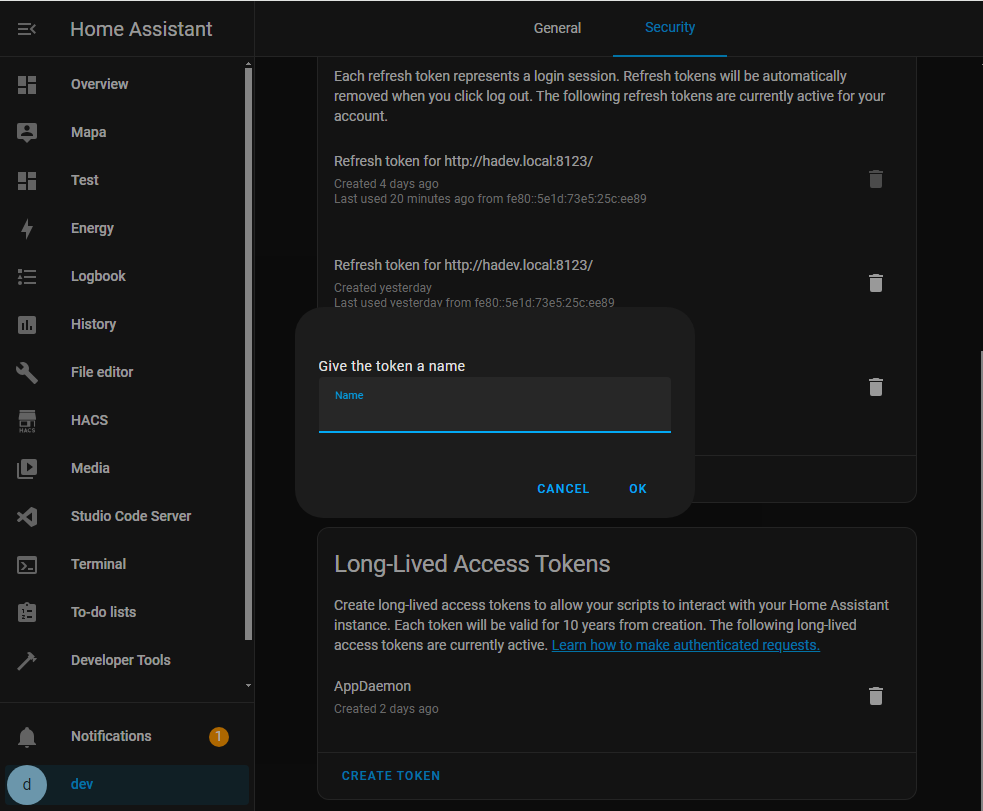 Home Assistant
General
Security
Overview
Mapa
Test
Energy
Logbook
History
File editor
HACS
HACS
Media
Studio Code Server
Terminal
To-do lists
Developer Tools
Notifications
1
d
dev
Each refresh token represents a login session. Refresh tokens will be automatically
removed when you click log out. The following refresh tokens are currently active for your
account.
Refresh token for http://hadev.local:8123/
Created 4 days ago
Last used 20 minutes ago from fe80::5e1d:73e5:25c:ee89
Refresh token for http://hadev.local:8123/
Created yesterday
Last used yesterday from fe80::5e1d:73e5:25c:ee89
Give the token a name
Name
CANCEL
OK
Long-Lived Access Tokens
Create long-lived access tokens to allow your scripts to interact with your Home Assistant
instance. Each token will be valid for 10 years from creation. The following long-lived
access tokens are currently active. Learn how to make authenticated requests.
AppDaemon
Created 2 days ago
CREATE TOKEN